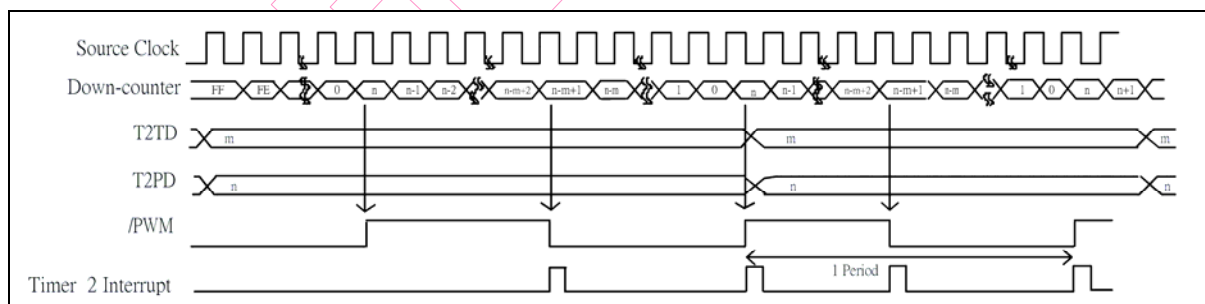 Source Clock
Down-counter FF FE 0 n n-1 n-2 n-m+2 n-m+1 n-m 1 0 n n-1 n-m+2 n-m+1 n-m 1 0 n n+1
T2TD m m m
T2PD n n n
/PWM
1 Period
Timer 2 Interrupt